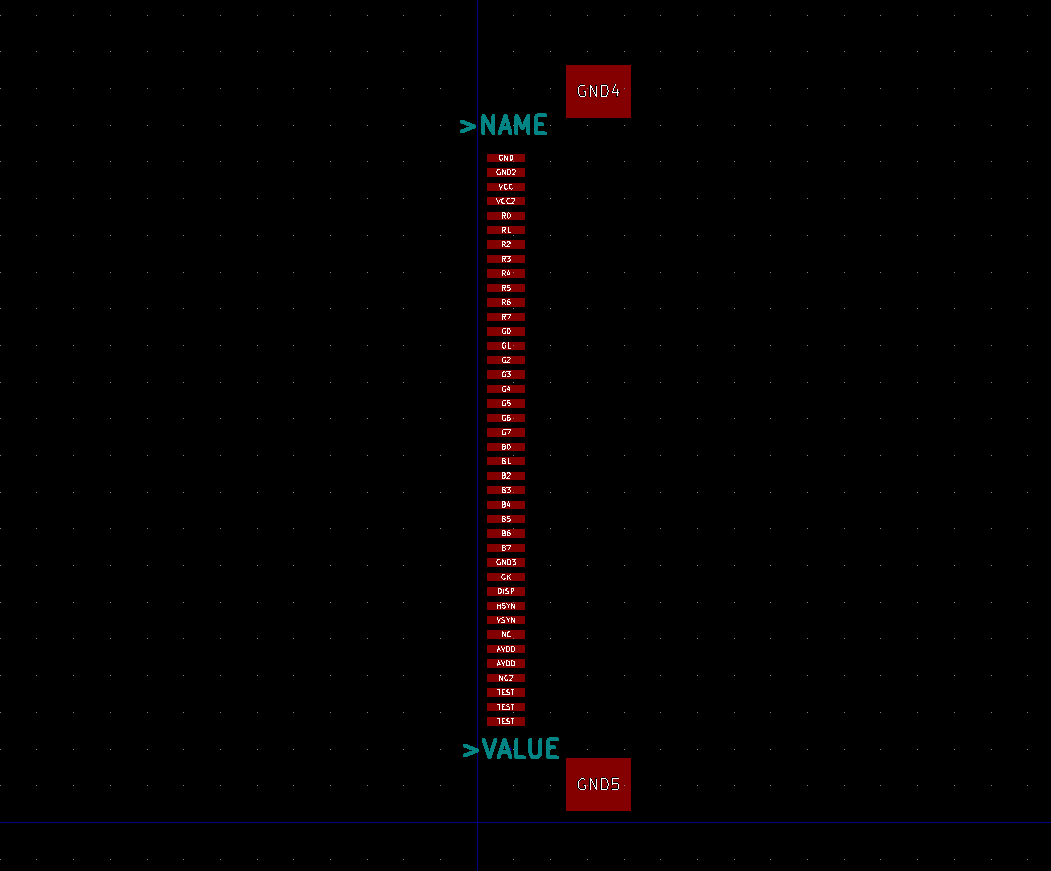 GND4
>NAME
GND
GND2
VCC
VCC2
R0
R1
R2
R3
R4
R5
R6
R7
G0
G1
G2
G3
G4
G5
G6
G7
B0
B1
B2
B3
B4
B5
B6
B7
GND3
CK
DISP
HSYN
VSYN
NC
AVDD
AVDD
NC2
TEST
TEST
TEST
>VALUE
GND5